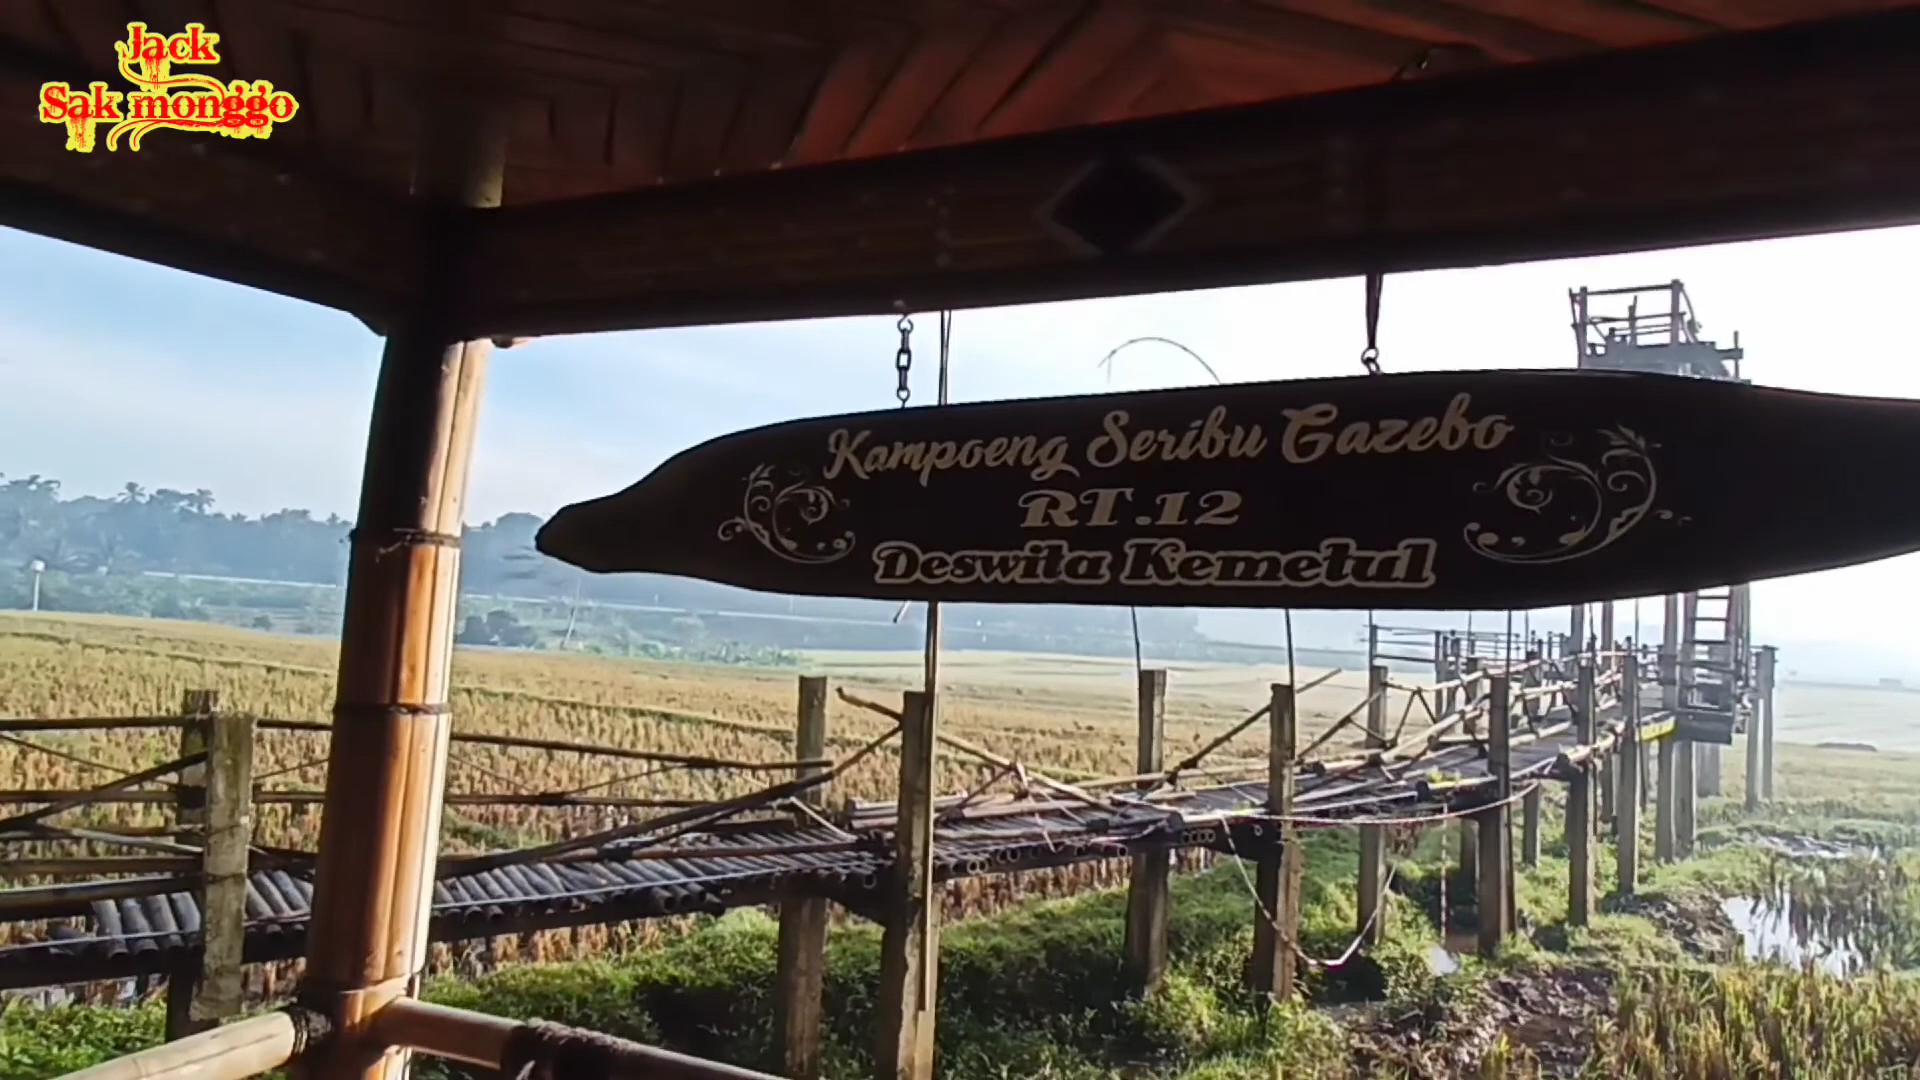 Jack
Sak monggo
Kampoeng Seribu Gazebo
RT.12
Deswita Kemetul